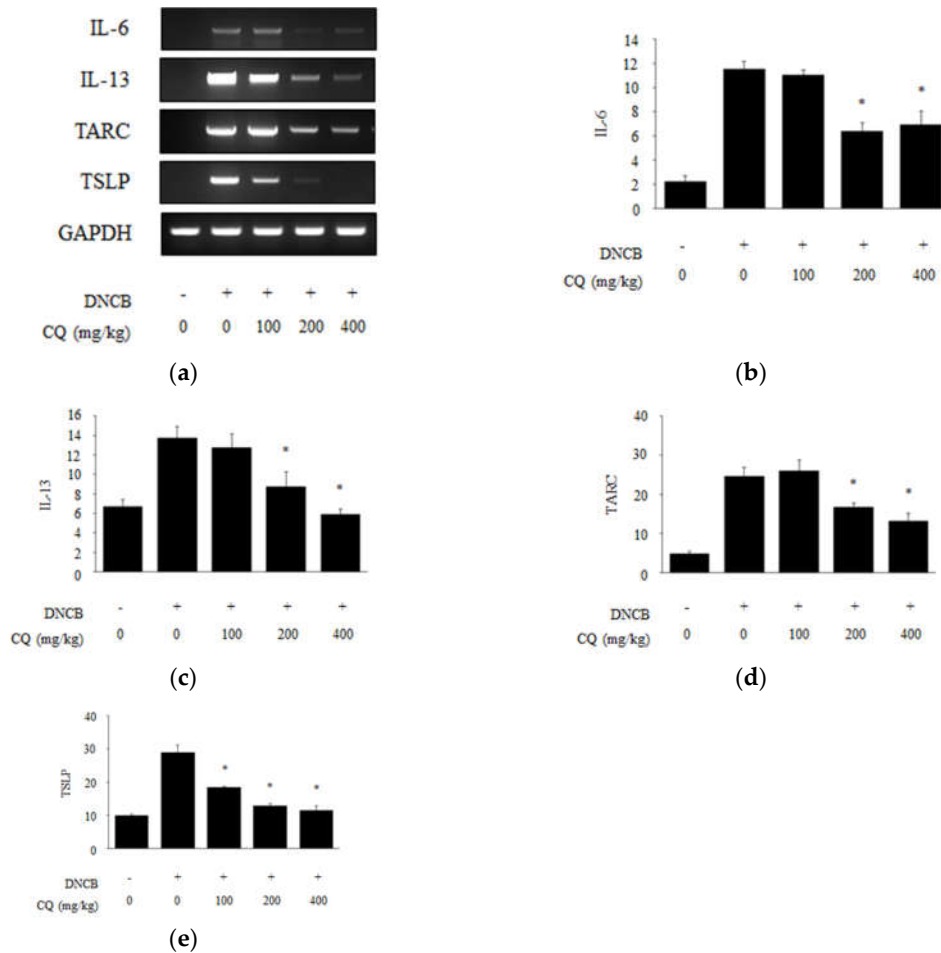 IL-6
IL-13
TARC
TSLP
GAPDH
DNCB - + + + +
CQ (mg/kg) 0 0 100 200 400
(a)
14
12
10
8
6
4
2
0
IL-6
* *
DNCB - + + + +
CQ (mg/kg) 0 0 100 200 400
(b)
16
14
12
10
8
6
4
2
0
IL-13
* *
DNCB - + + + +
CQ (mg/kg) 0 0 100 200 400
(c)
40
30
20
10
0
TARC
* *
DNCB - + + + +
CQ (mg/kg) 0 0 100 200 400
(d)
40
30
20
10
0
TSLP
* * *
DNCB - + + + +
CQ (mg/kg) 0 0 100 200 400
(e)